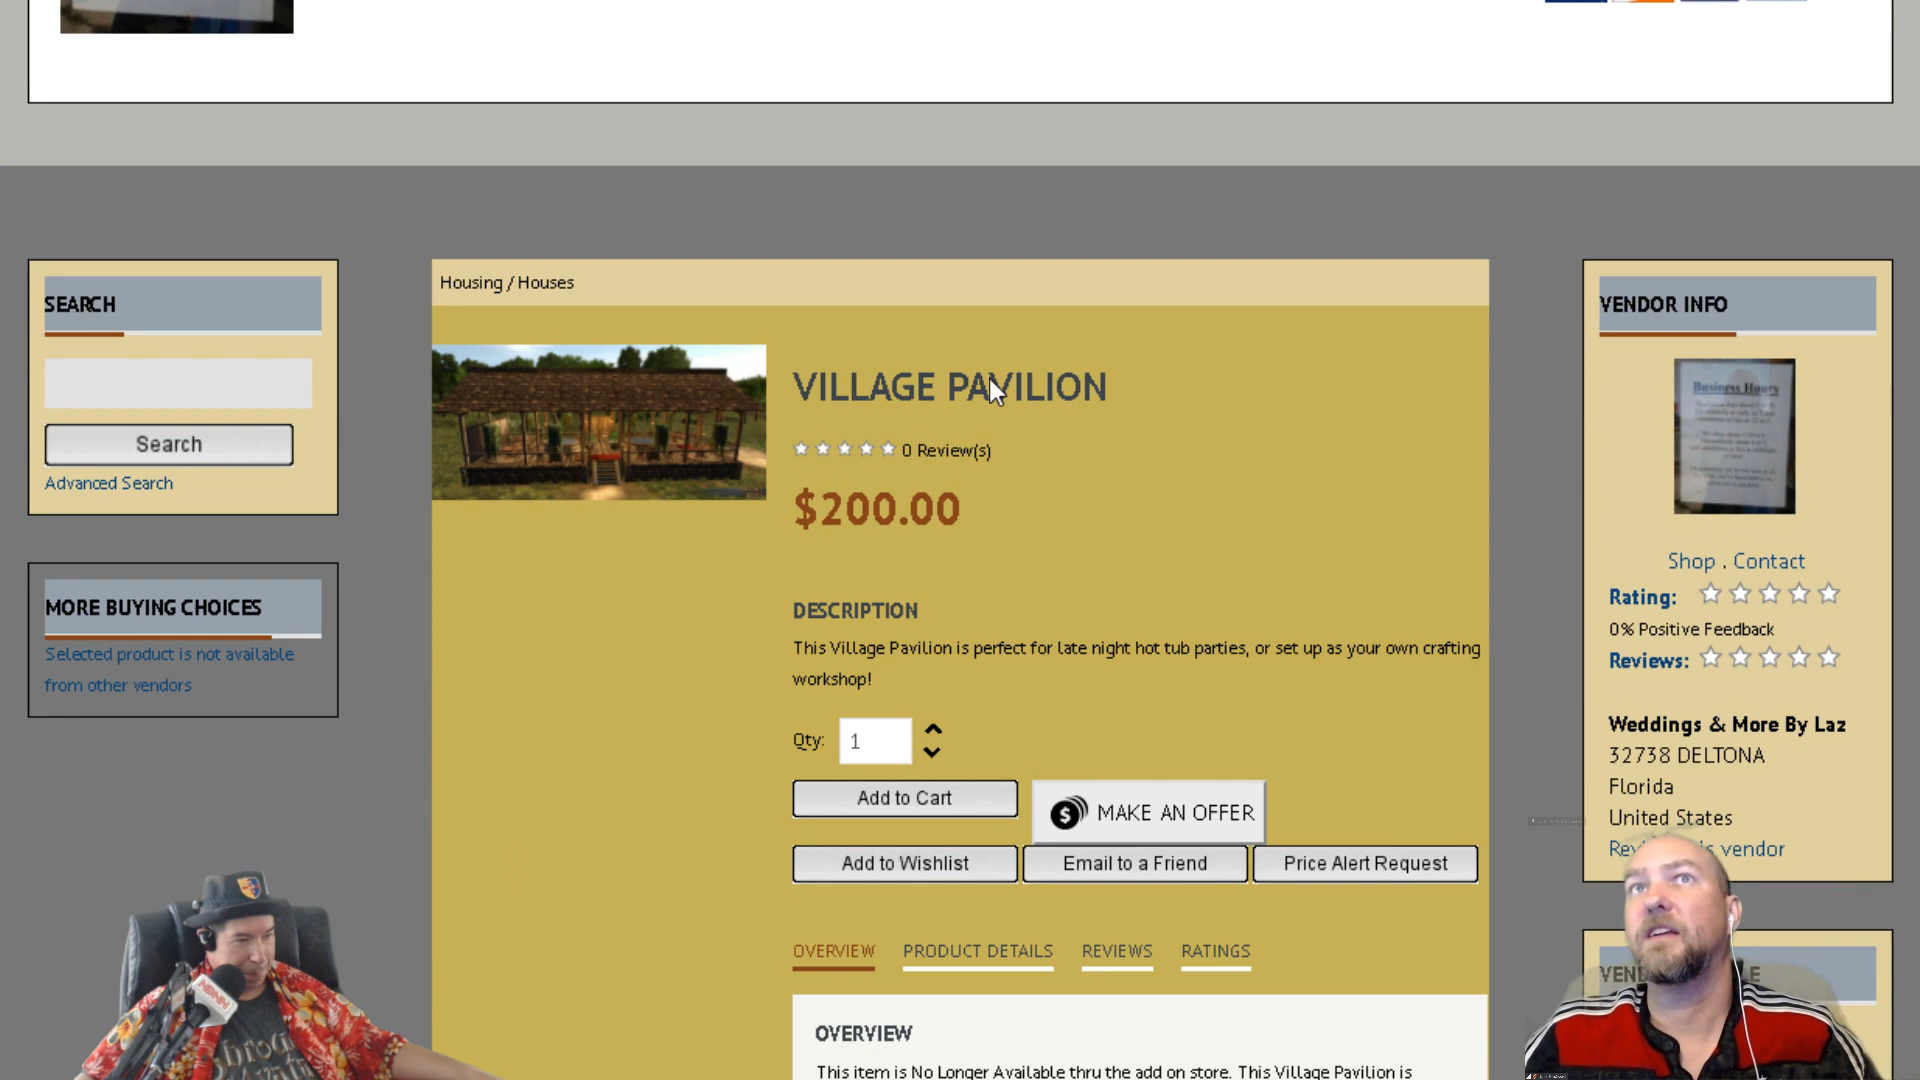 SEARCH
Search
Advanced Search
MORE BUYING CHOICES
Selected product is not available
from other vendors
Housing / Houses
VILLAGE PAVILION
0 Review(s)
$200.00
DESCRIPTION
This Village Pavilion is perfect for late night hot tub parties, or set up as your own crafting
workshop!
Qty: 1
Add to Cart
MAKE AN OFFER
Add to Wishlist
Email to a Friend
Price Alert Request
OVERVIEW
PRODUCT DETAILS
REVIEWS
RATINGS
OVERVIEW
This item is No Longer Available thru the add on store. This Village Pavilion is
VENDOR INFO
Business Hours
Shop . Contact
Rating:
0% Positive Feedback
Reviews:
Weddings & More By Laz
32738 DELTONA
Florida
United States
vendor